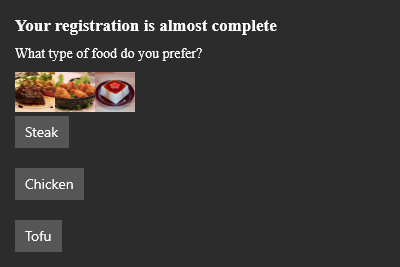 Your registration is almost complete
What type of food do you prefer?
Steak
Chicken
Tofu